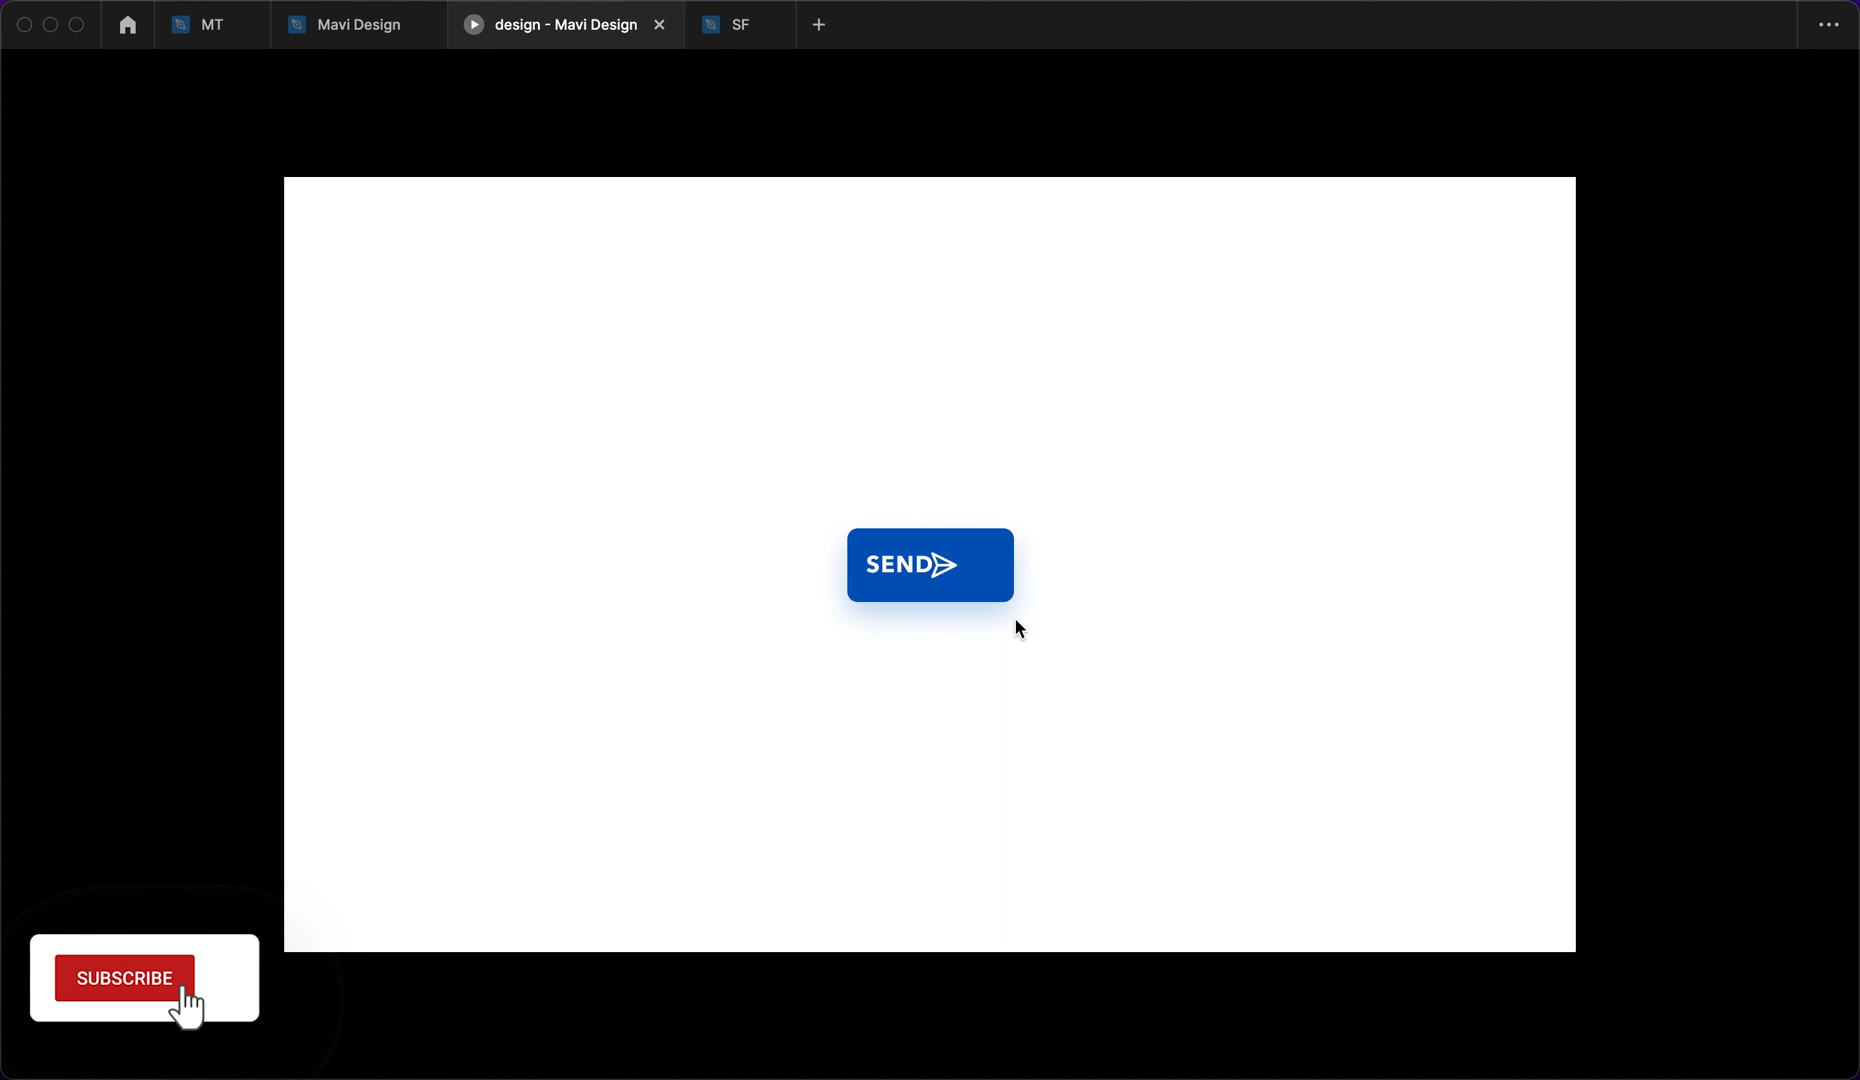 MT
Mavi Design
design - Mavi Design
SF
SEND
SUBSCRIBE